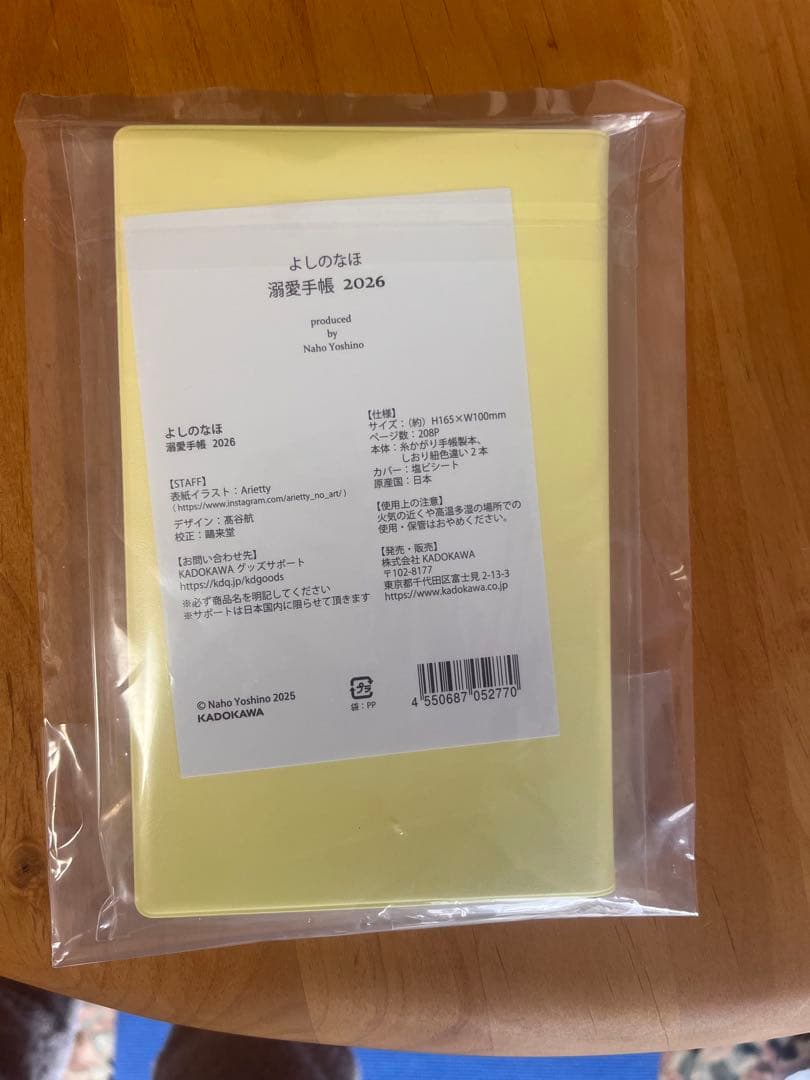 よしのなほ
溺愛手帳 2026
produced
by
Naho Yoshino
よしのなほ
溺愛手帳 2026
【STAFF】
表紙イラスト：Arietty
（https://www.instagram.com/arietty_no_art/）
デザイン：髙谷航
校正：鷗来堂
【お問い合わせ先】
KADOKAWA グッズサポート
https://kdq.jp/kdgoods
※必ず商品名を明記してください
※サポートは日本国内に限らせて頂きます
【仕様】
サイズ：（約）H165×W100mm
ページ数：208P
本体：糸かがり手帳製本、
しおり紐色違い2本
カバー：塩ビシート
原産国：日本
【使用上の注意】
火気の近くや高温多湿の場所での
使用・保管はおやめください。
【発売・販売】
株式会社 KADOKAWA
〒102-8177
東京都千代田区富士見 2-13-3
https://www.kadokawa.co.jp
© Naho Yoshino 2025
KADOKAWA
プラ
袋：PP
4 550687 052770